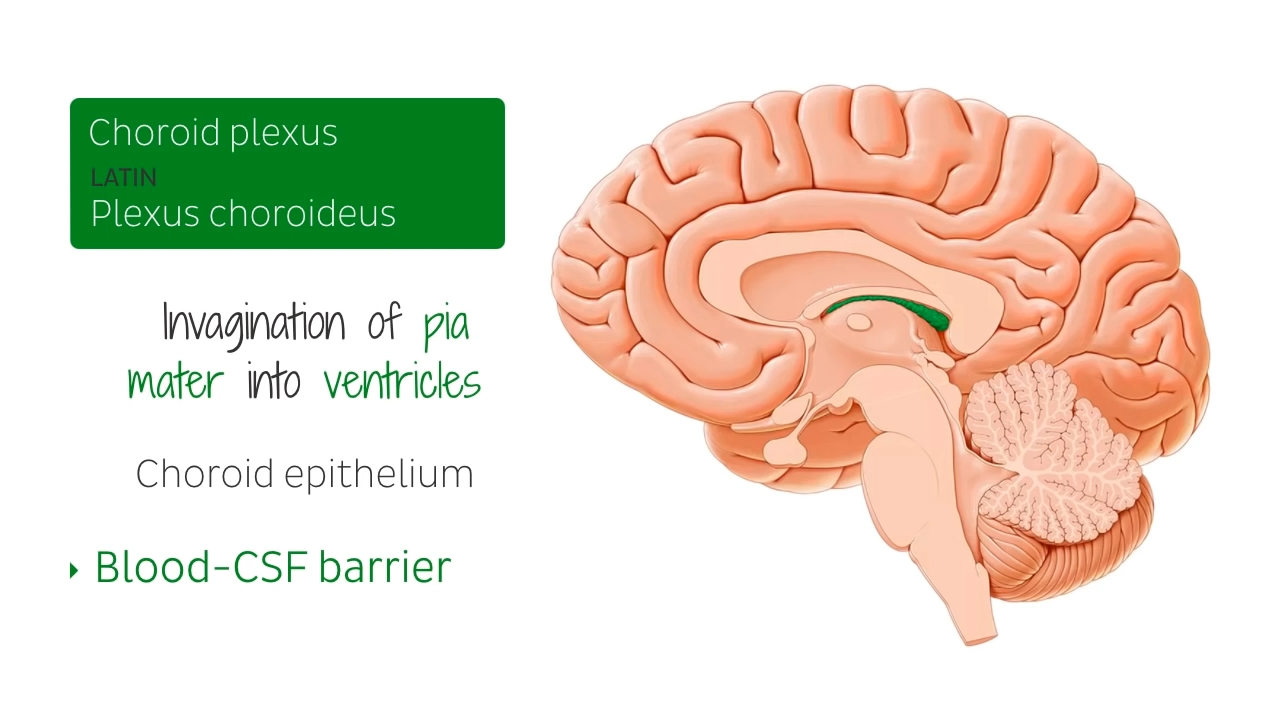 Choroid plexus
LATIN
Plexus choroideus
Invagination of pia
mater into ventricles
Choroid epithelium
Blood-CSF barrier